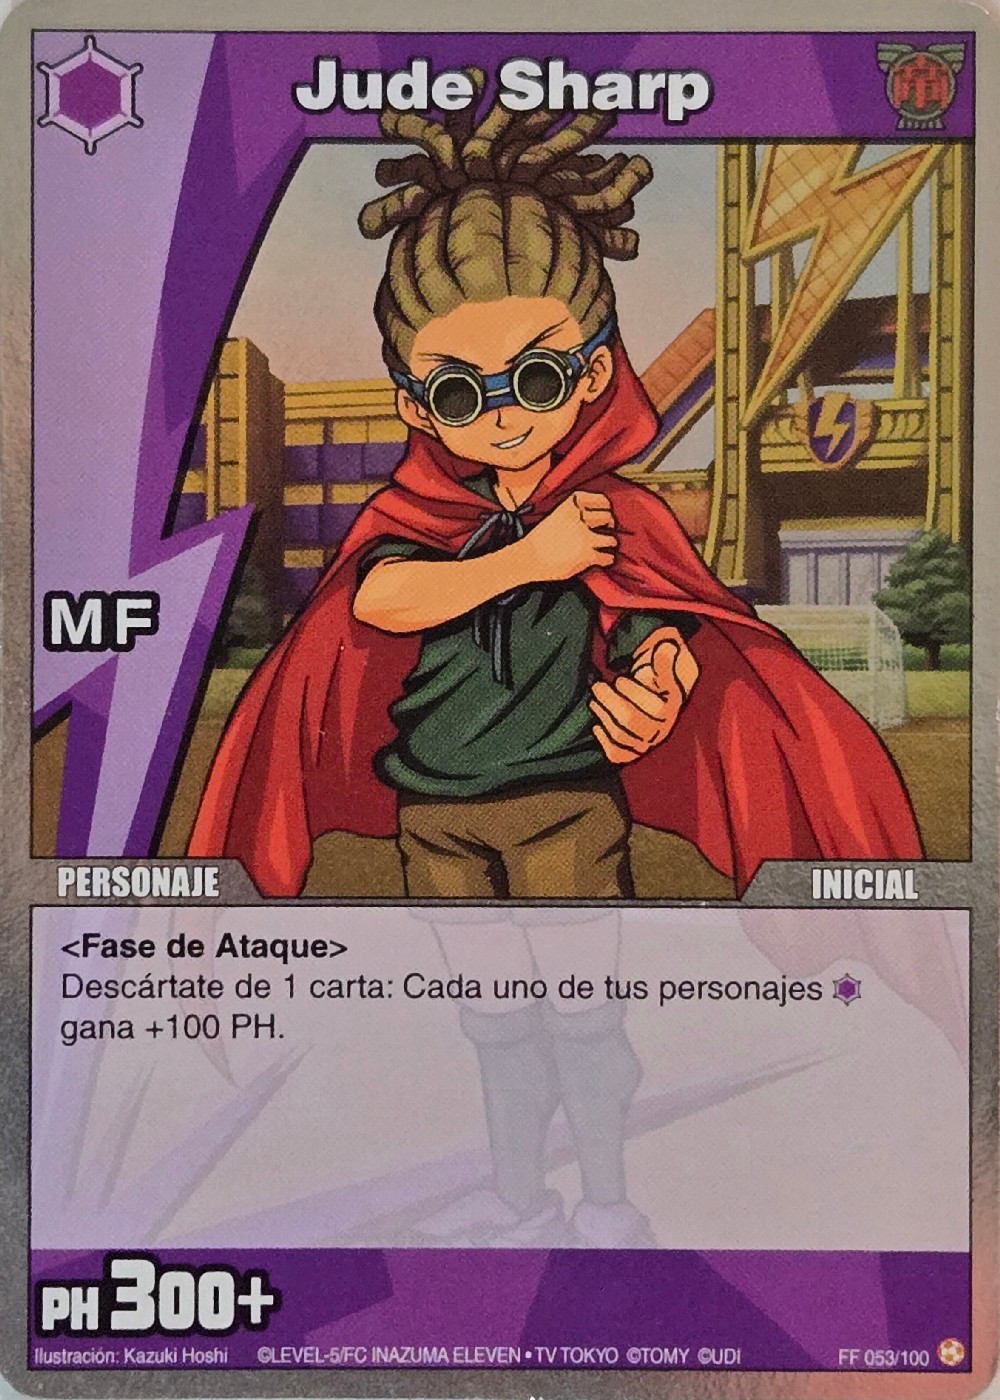 Jude Sharp
帝
MF
PERSONAJE
INICIAL
<Fase de Ataque>
Descártate de 1 carta: Cada uno de tus personajes
gana +100 PH.
PH 300+
Ilustración: Kazuki Hoshi ©LEVEL-5/FC INAZUMA ELEVEN • TV TOKYO ©TOMY ©UDI FF 053/100